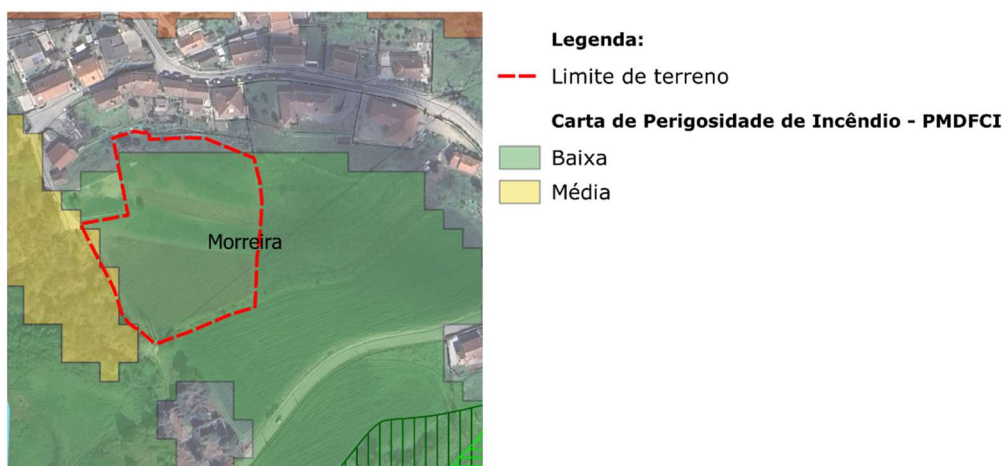 Morreira
Legenda:
Limite de terreno
Carta de Perigosidade de Incêndio - PMDFCI
Baixa
Média